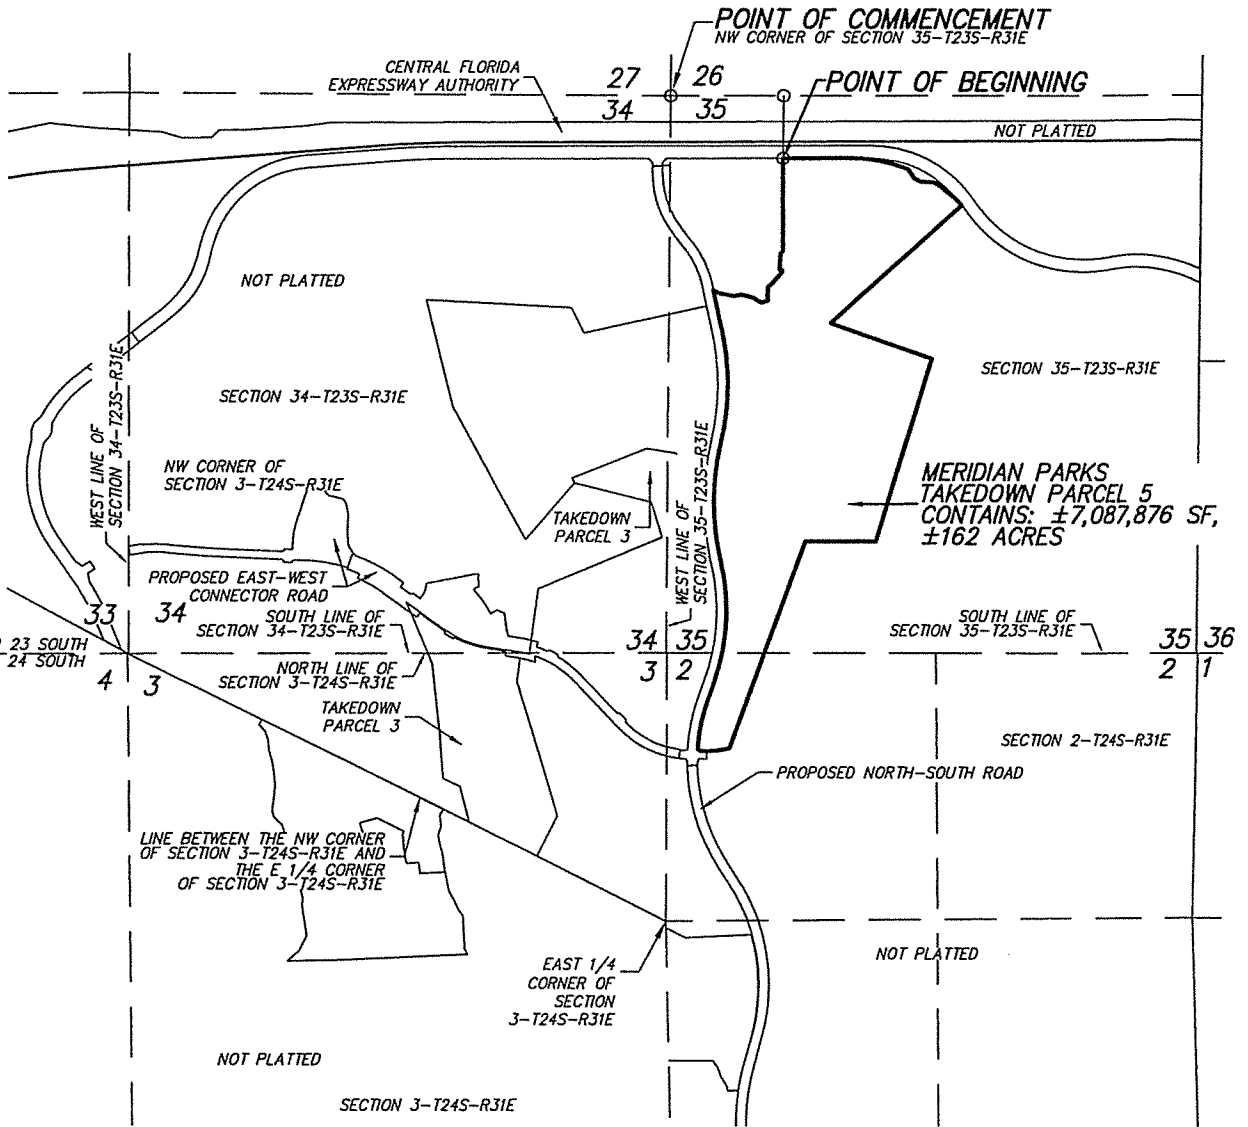 POINT OF COMMENCEMENT
NW CORNER OF SECTION 35-T23S-R31E
CENTRAL FLORIDA
EXPRESSWAY AUTHORITY
27 26
34 35
POINT OF BEGINNING
NOT PLATTED
NOT PLATTED
WEST LINE OF
SECTION 34-T23S-R31E
SECTION 34-T23S-R31E
SECTION 35-T23S-R31E
NW CORNER OF
SECTION 3-T24S-R31E
WEST LINE OF
SECTION 35-T23S-R31E
TAKEDOWN
PARCEL 3
MERIDIAN PARKS
TAKEDOWN PARCEL 5
CONTAINS: ±7,087,876 SF,
±162 ACRES
PROPOSED EAST-WEST
CONNECTOR ROAD
33 34
SOUTH LINE OF
SECTION 34-T23S-R31E
SOUTH LINE OF
SECTION 35-T23S-R31E
23 SOUTH
24 SOUTH
34 35
3 2
35 36
2 1
4 3
NORTH LINE OF
SECTION 3-T24S-R31E
TAKEDOWN
PARCEL 3
SECTION 2-T24S-R31E
PROPOSED NORTH-SOUTH ROAD
LINE BETWEEN THE NW CORNER
OF SECTION 3-T24S-R31E AND
THE E 1/4 CORNER
OF SECTION 3-T24S-R31E
EAST 1/4
CORNER OF
SECTION
3-T24S-R31E
NOT PLATTED
NOT PLATTED
SECTION 3-T24S-R31E